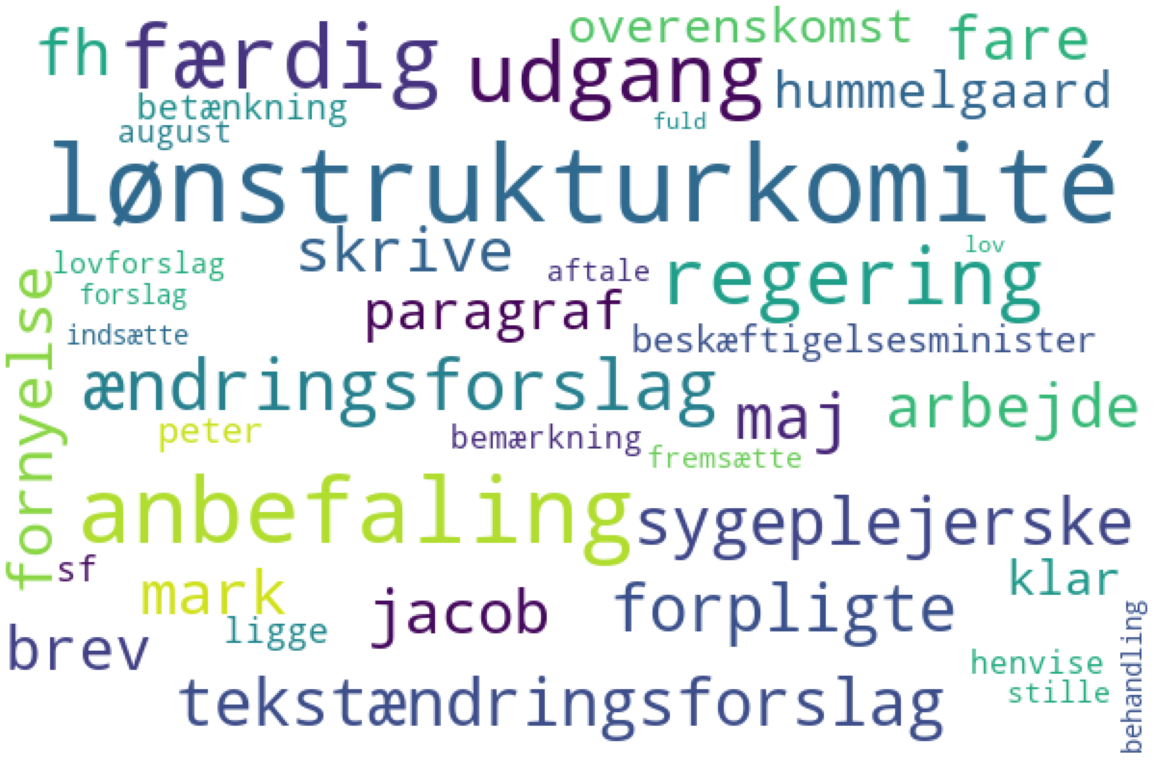 fh færdig udgang overenskomst fare
betænkning hummelgaard
august fuld
lønstrukturkomité
lovforslag skrive aftale regering lov
forslag paragraf
indsætte beskæftigelsesminister
fornyelse
ændringsforslag maj arbejde
peter bemærkning fremsætte
anbefaling sygeplejerske
sf mark jacob forpligte klar
brev ligge
tekstændringsforslag henvise
stille
behandling